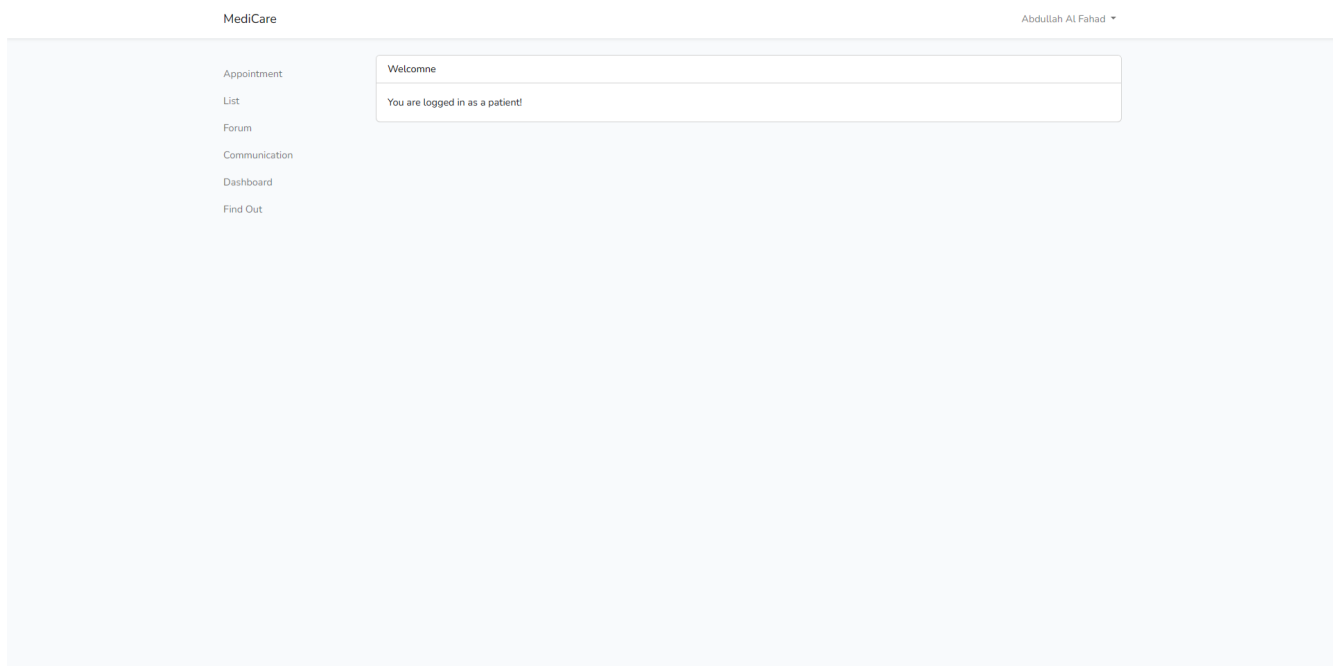 MediCare
Abdullah Al Fahad
Appointment
List
Forum
Communication
Dashboard
Find Out
Welcomne
You are logged in as a patient!